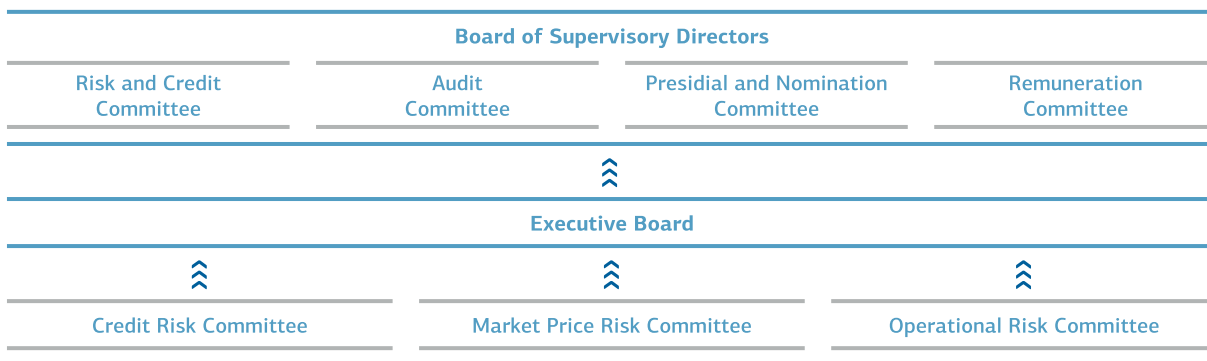 Board of Supervisory Directors
Risk and Credit
Committee
Audit
Committee
Presidial and Nomination
Committee
Remuneration
Committee
Executive Board
Credit Risk Committee
Market Price Risk Committee
Operational Risk Committee